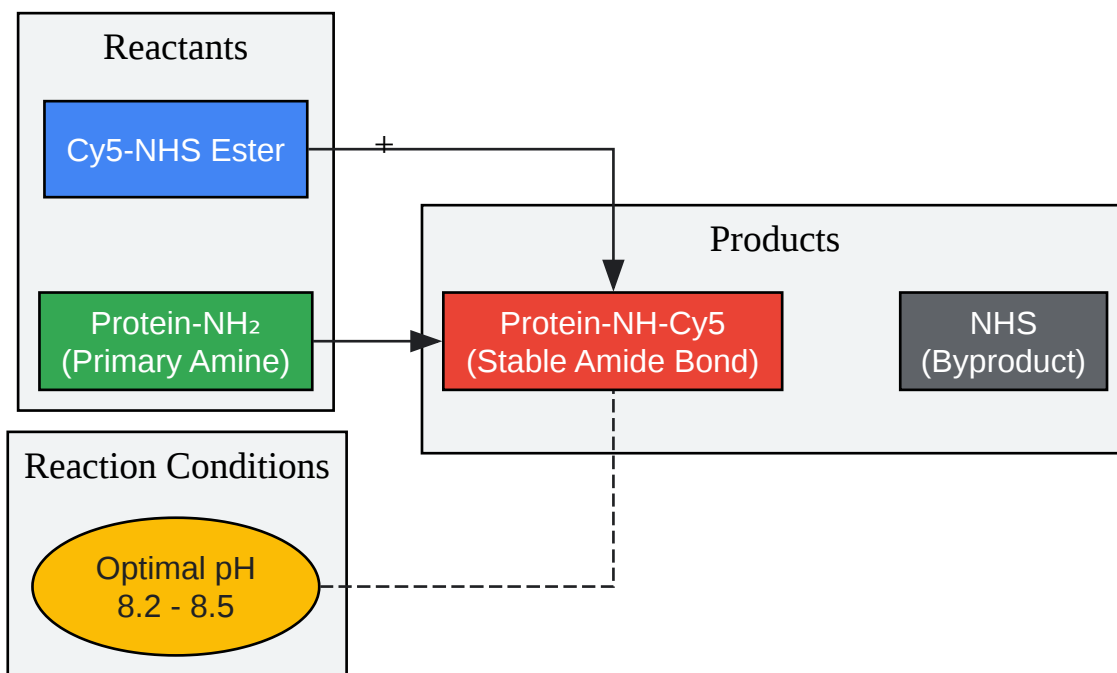 Reactants
Cy5-NHS Ester
+
Protein-NH₂
(Primary Amine)
Products
Protein-NH-Cy5
(Stable Amide Bond)
NHS
(Byproduct)
Reaction Conditions
Optimal pH
8.2 - 8.5